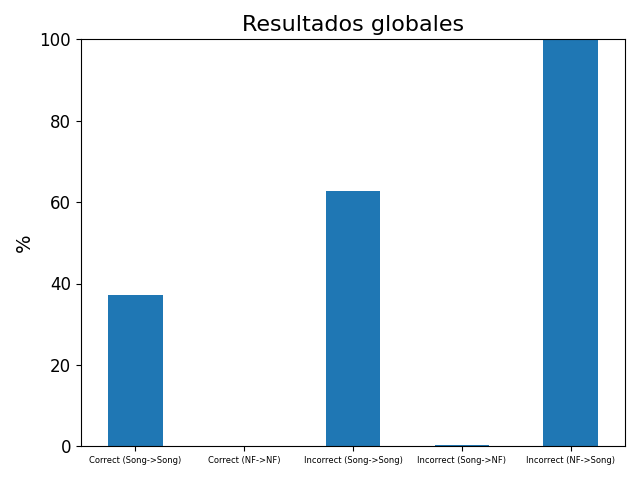 Resultados globales
100
80
60
40
20
0
%
Correct (Song->Song)
Correct (NF->NF)
Incorrect (Song->Song)
Incorrect (Song->NF)
Incorrect (NF->Song)